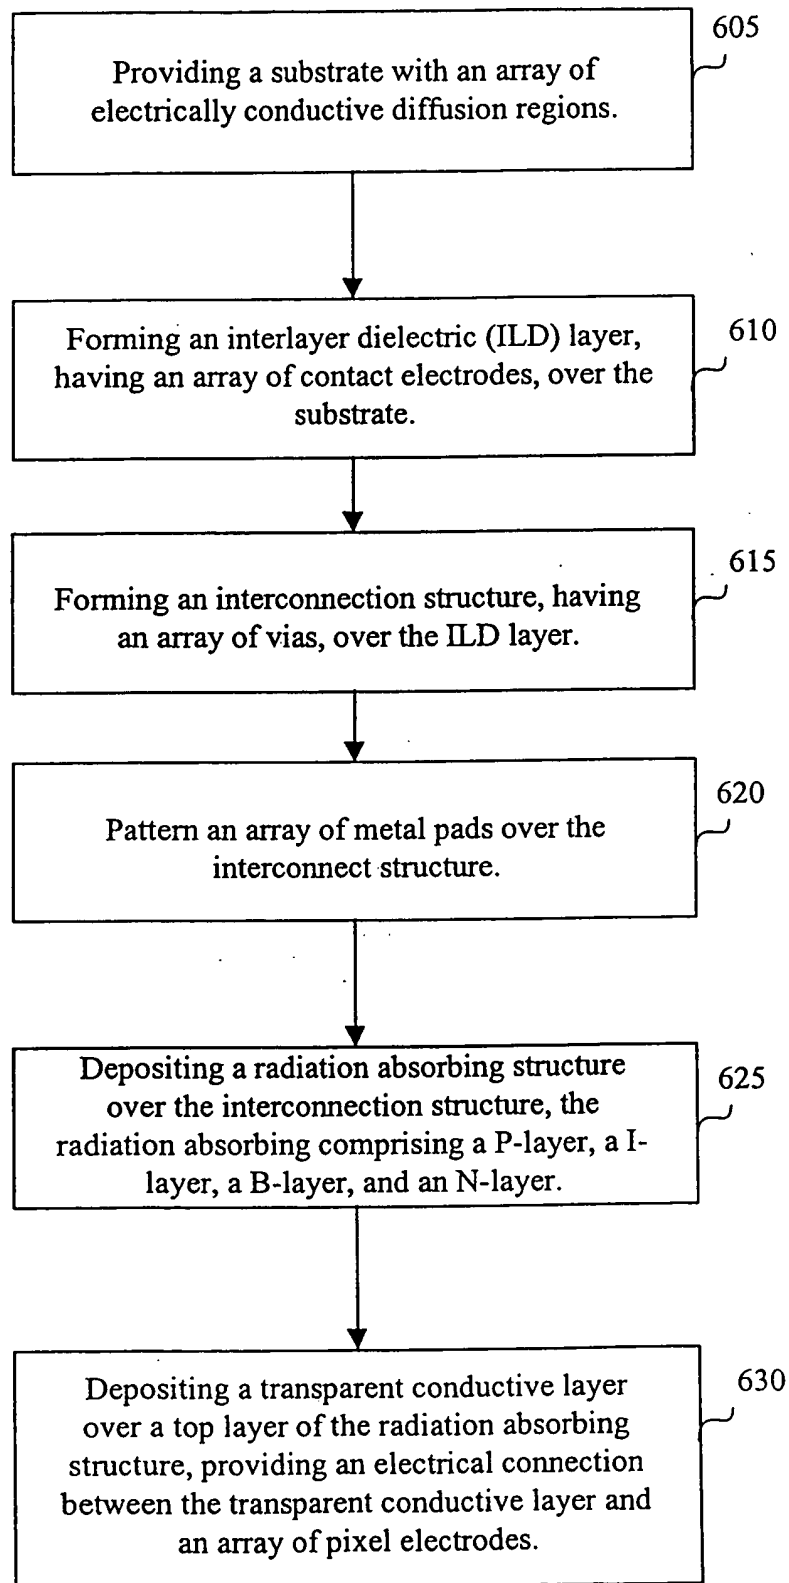 605
Providing a substrate with an array of
electrically conductive diffusion regions.
610
Forming an interlayer dielectric (ILD) layer,
having an array of contact electrodes, over the
substrate.
615
Forming an interconnection structure, having
an array of vias, over the ILD layer.
620
Pattern an array of metal pads over the
interconnect structure.
625
Depositing a radiation absorbing structure
over the interconnection structure, the
radiation absorbing comprising a P-layer, a I-
layer, a B-layer, and an N-layer.
630
Depositing a transparent conductive layer
over a top layer of the radiation absorbing
structure, providing an electrical connection
between the transparent conductive layer and
an array of pixel electrodes.